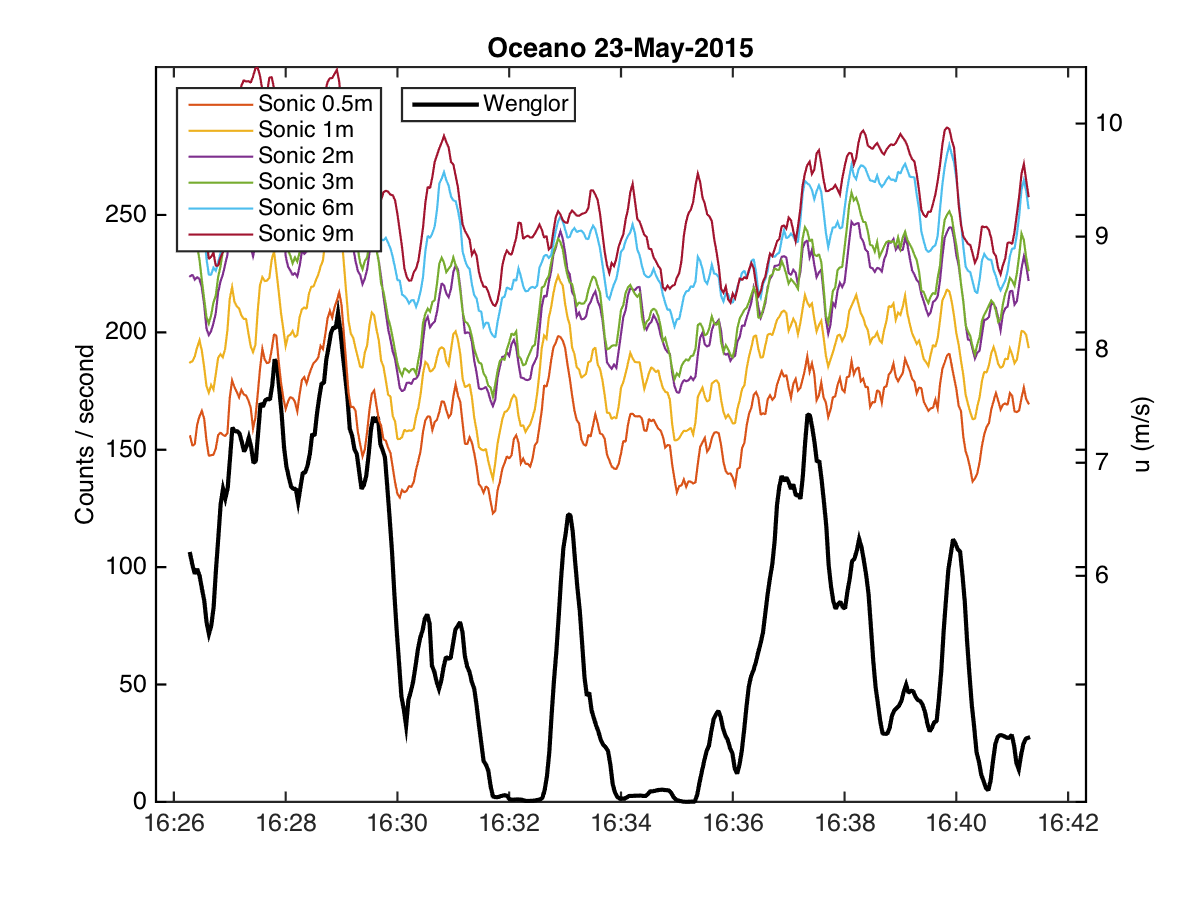 Oceano 23-May-2015
Sonic 0.5m
Sonic 1m
Sonic 2m
Sonic 3m
Sonic 6m
Sonic 9m
Wenglor
Counts / second
250
200
150
100
50
0
10
9
8
7
6
u (m/s)
16:26 16:28 16:30 16:32 16:34 16:36 16:38 16:40 16:42